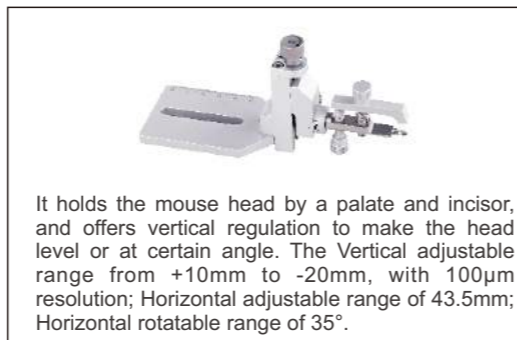 It holds the mouse head by a palate and incisor,
and offers vertical regulation to make the head
level or at certain angle. The Vertical adjustable
range from +10mm to -20mm, with 100μm
resolution; Horizontal adjustable range of 43.5mm;
Horizontal rotatable range of 35°.